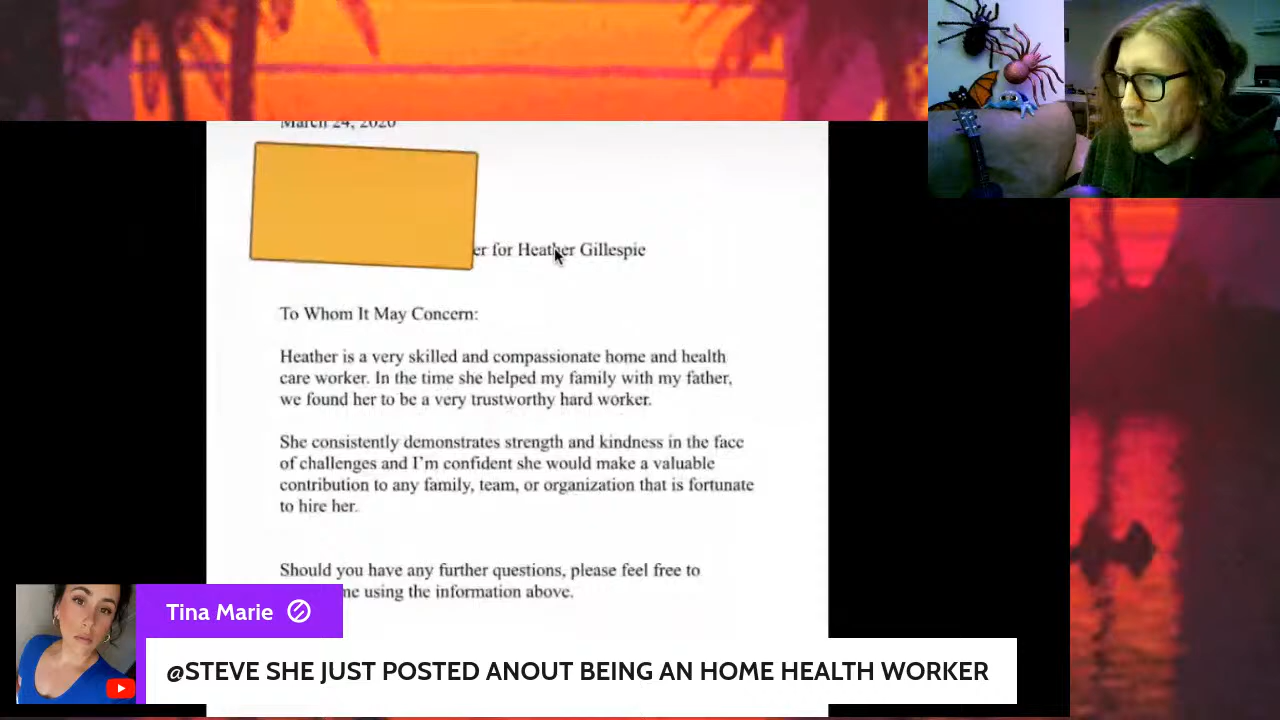 March 24, 2020
er for Heather Gillespie
To Whom It May Concern:
Heather is a very skilled and compassionate home and health
care worker. In the time she helped my family with my father,
we found her to be a very trustworthy hard worker.
She consistently demonstrates strength and kindness in the face
of challenges and I'm confident she would make a valuable
contribution to any family, team, or organization that is fortunate
to hire her.
Should you have any further questions, please feel free to
me using the information above.
Tina Marie
@STEVE SHE JUST POSTED ANOUT BEING AN HOME HEALTH WORKER